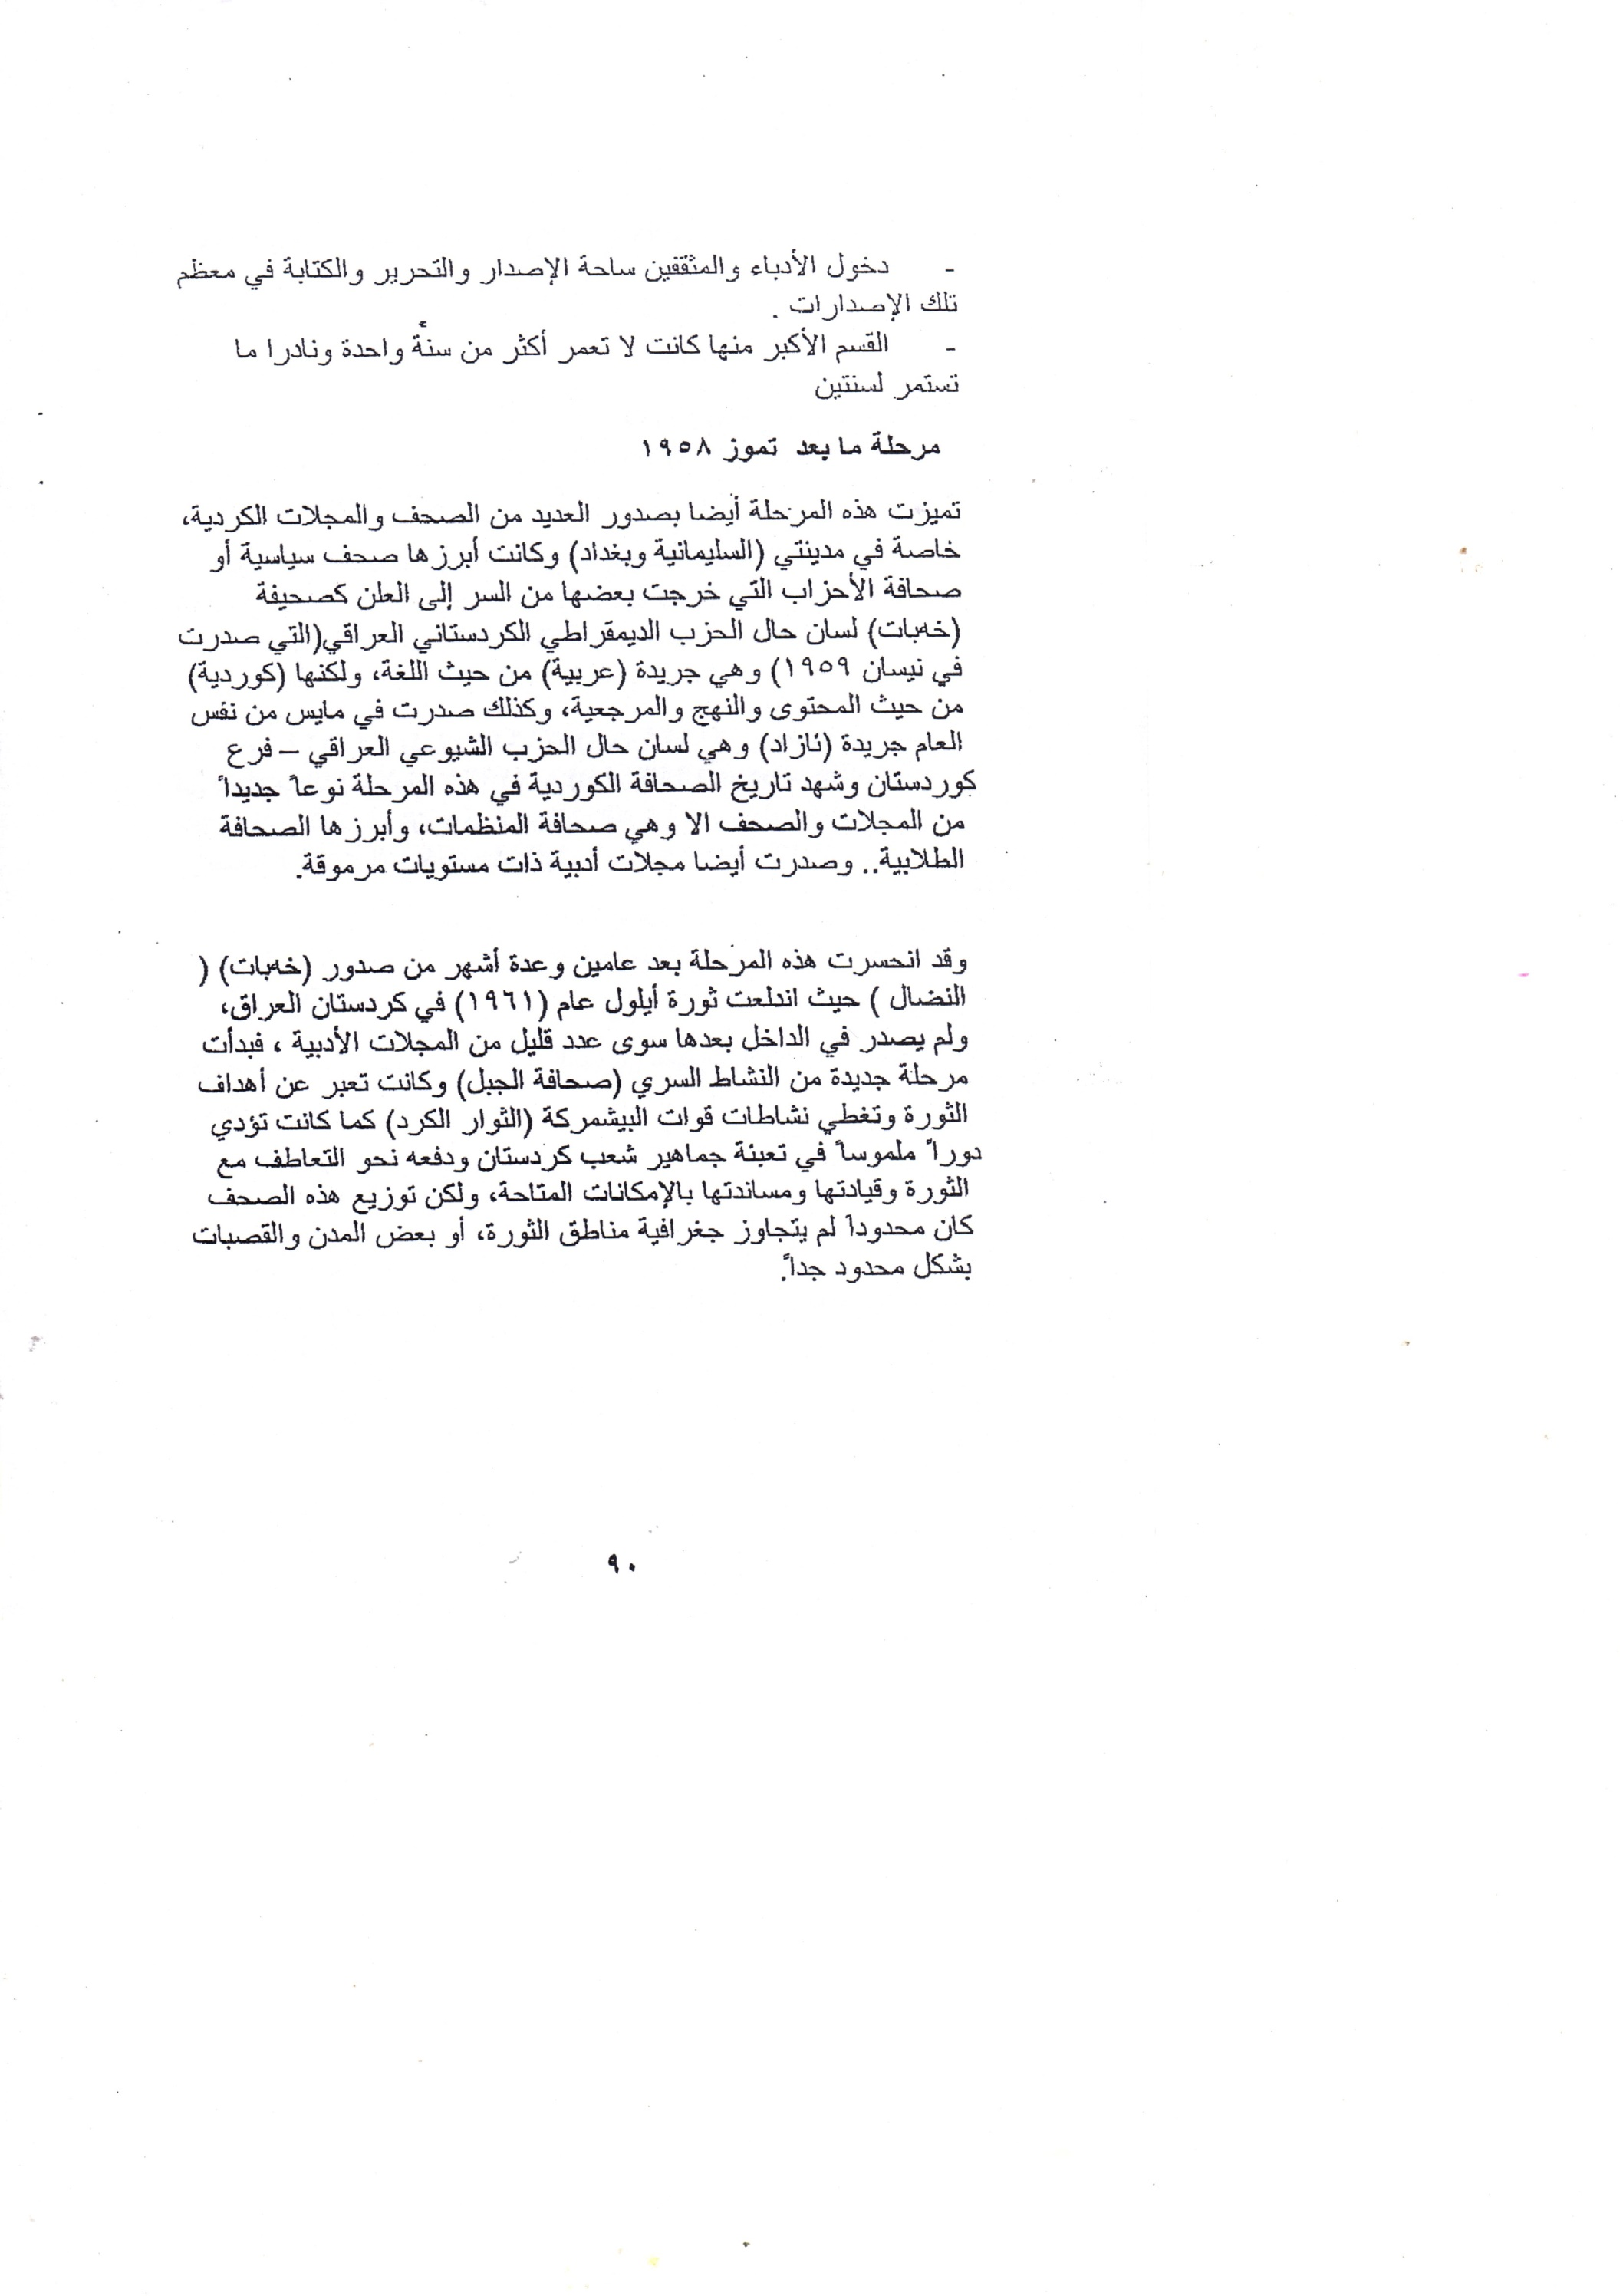 - دخول الأدباء والمثقفين ساحة الإصدار والتحرير والكتابة في معظم
تلك الإصدارات .
- القسم الأكبر منها كانت لا تعمر أكثر من سنة واحدة ونادرا ما
تستمر لسنتين
مرحلة ما بعد تموز ١٩٥٨
تميزت هذه المرحلة أيضا بصدور العديد من الصحف والمجلات الكردية،
خاصة في مدينتي (السليمانية وبغداد) وكانت أبرزها صحف سياسية أو
صحافة الأحزاب التي خرجت بعضها من السر إلى العلن كصحيفة
(خەبات) لسان حال الحزب الديمقراطي الكردستاني العراقي(التي صدرت
في نيسان ١٩٥٩) وهي جريدة (عربية) من حيث اللغة، ولكنها (كوردية)
من حيث المحتوى والنهج والمرجعية، وكذلك صدرت في مايس من نفس
العام جريدة (ئازاد) وهي لسان حال الحزب الشيوعي العراقي – فرع
كوردستان وشهد تاريخ الصحافة الكوردية في هذه المرحلة نوعاً جديداً
من المجلات والصحف الا وهي صحافة المنظمات، وأبرزها الصحافة
الطلابية.. وصدرت أيضا مجلات أدبية ذات مستويات مرموقة.
وقد انحسرت هذه المرحلة بعد عامين وعدة أشهر من صدور (خەبات) (
النضال ) حيث اندلعت ثورة أيلول عام (١٩٦١) في كردستان العراق،
ولم يصدر في الداخل بعدها سوى عدد قليل من المجلات الأدبية ، فبدأت
مرحلة جديدة من النشاط السري (صحافة الجبل) وكانت تعبر عن أهداف
الثورة وتغطي نشاطات قوات البيشمركة (الثوار الكرد) كما كانت تؤدي
دوراً ملموساً في تعبئة جماهير شعب كردستان ودفعه نحو التعاطف مع
الثورة وقيادتها ومساندتها بالإمكانات المتاحة، ولكن توزيع هذه الصحف
كان محدوداً لم يتجاوز جغرافية مناطق الثورة، أو بعض المدن والقصبات
بشكل محدود جداً.
٩٠